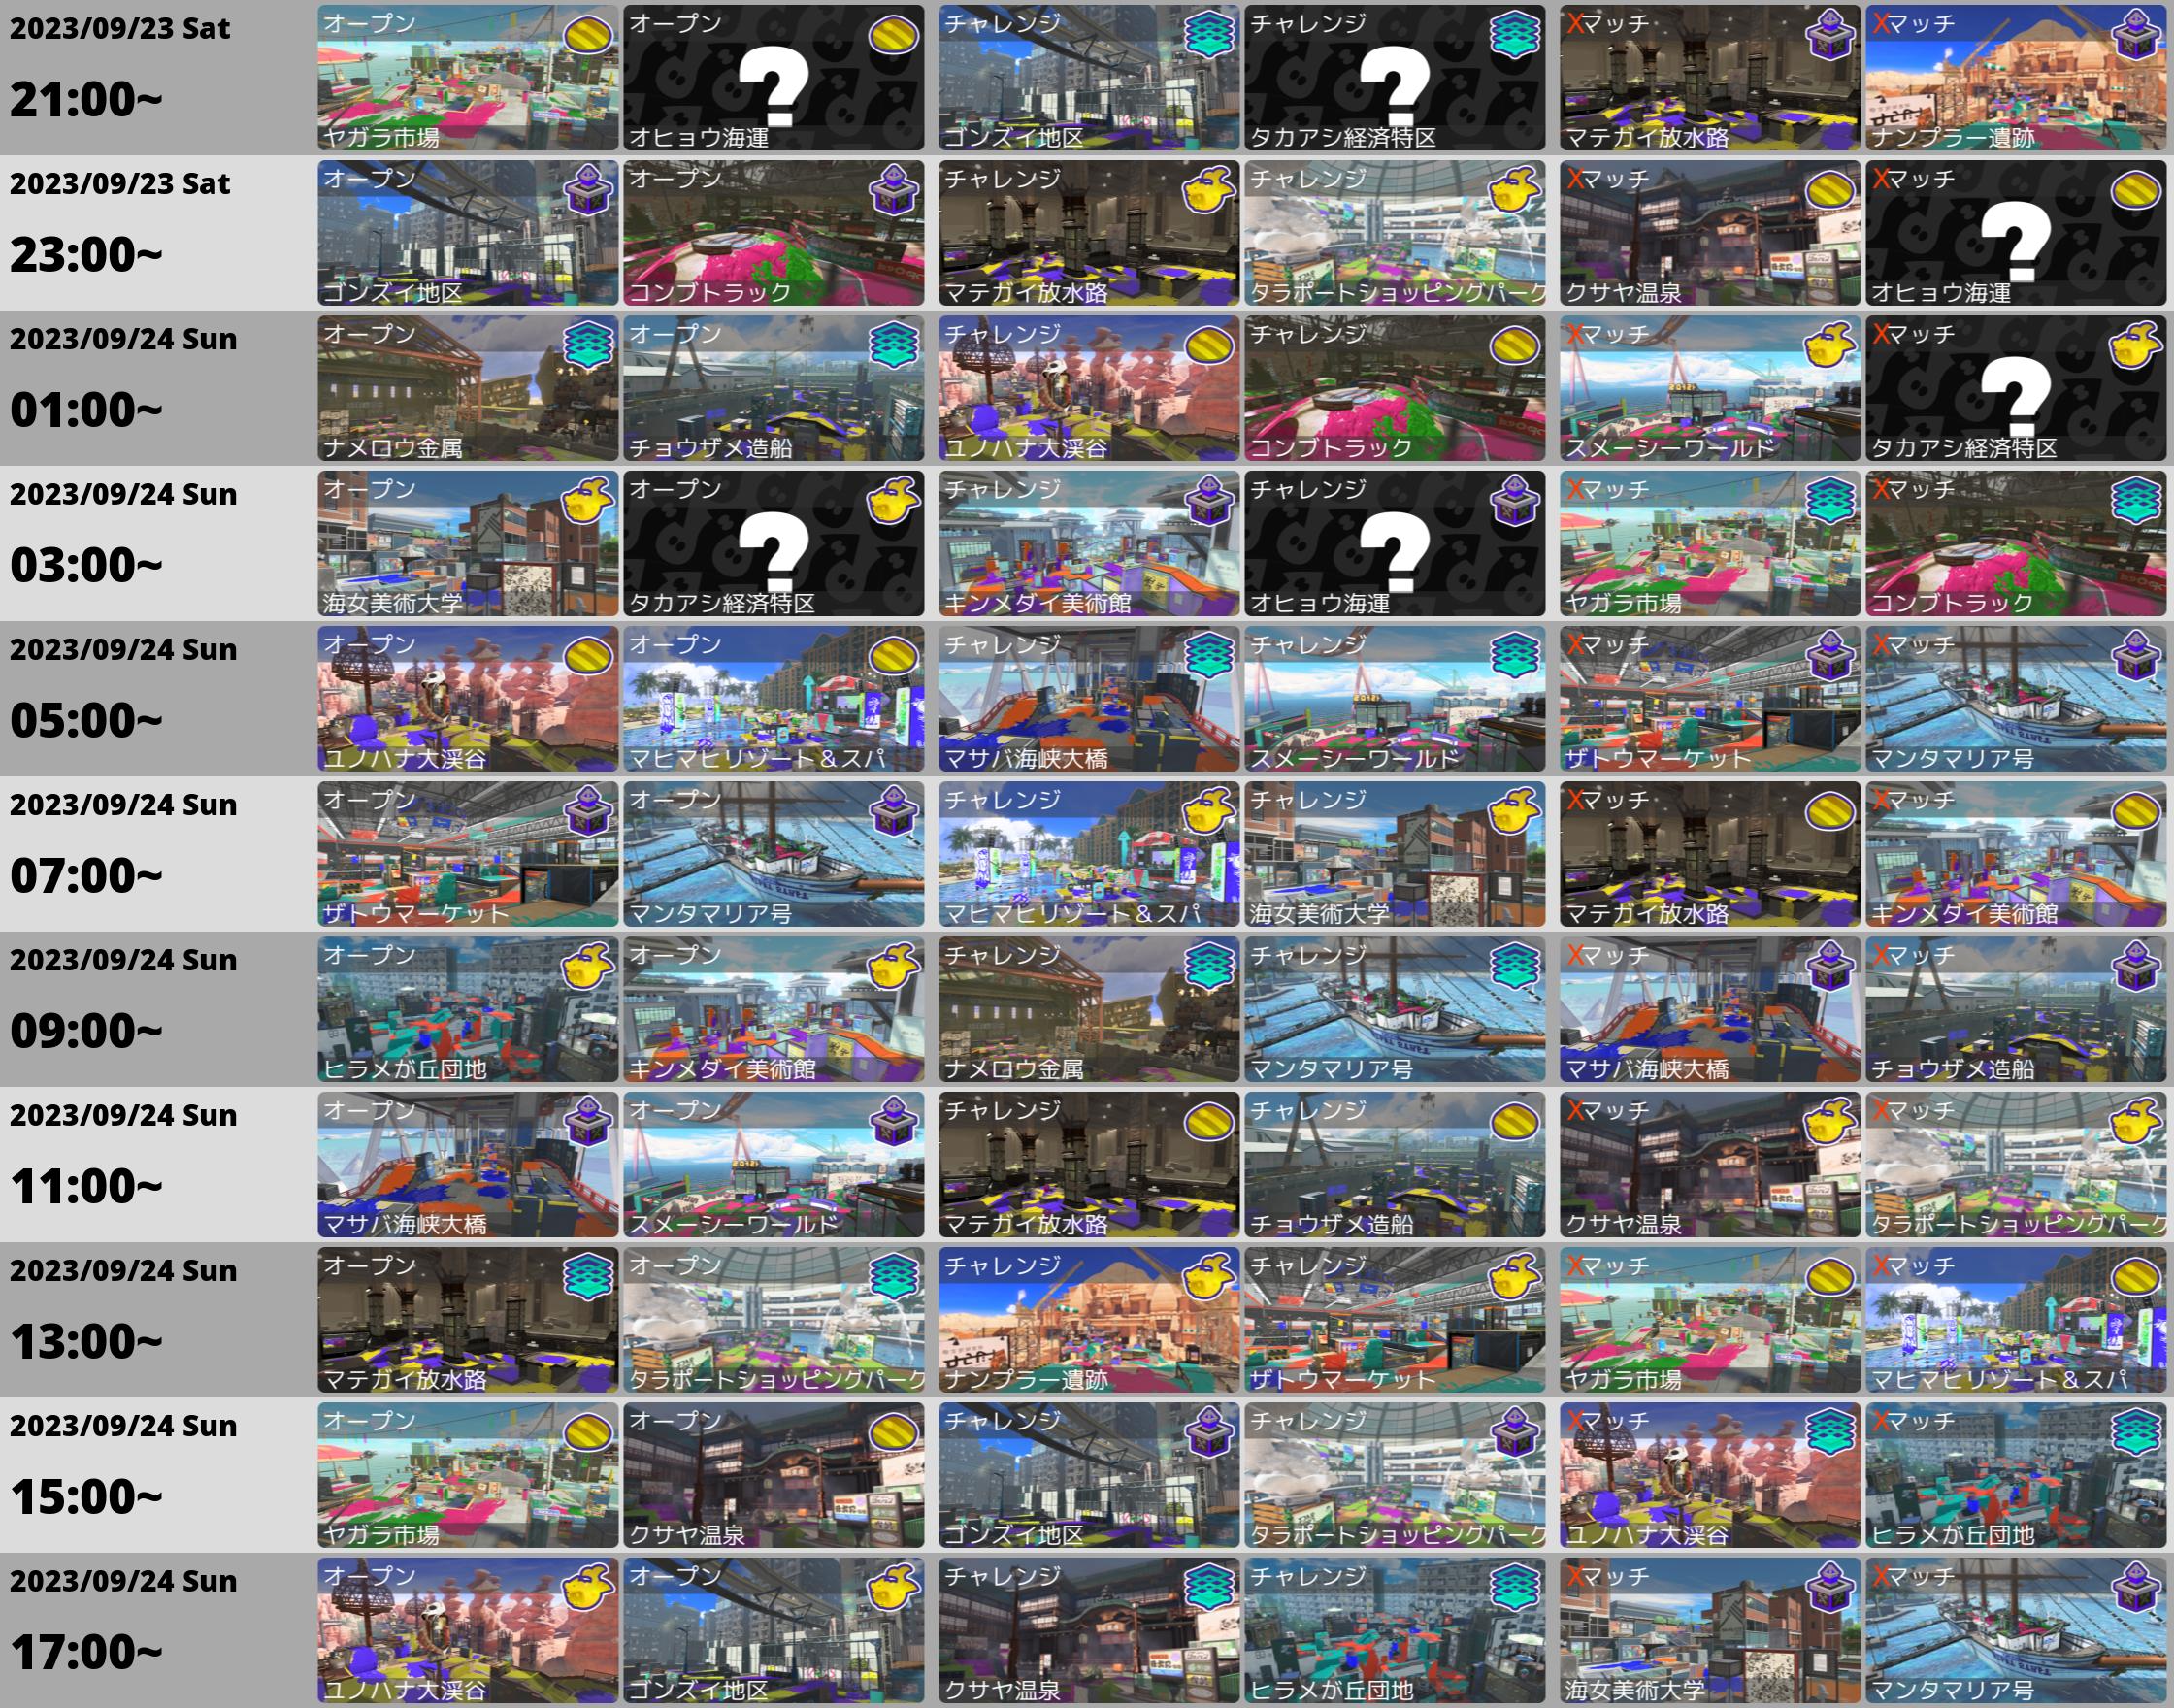 2023/09/23 Sat
21:00~
オープン
ヤガラ市場
オープン
?
オヒョウ海運
チャレンジ
ゴンズイ地区
チャレンジ
?
タカアシ経済特区
Xマッチ
マテガイ放水路
Xマッチ
ナンプラー遺跡
2023/09/23 Sat
23:00~
オープン
ゴンズイ地区
オープン
コンブトラック
チャレンジ
マテガイ放水路
チャレンジ
タラポートショッピングパーク
Xマッチ
クサヤ温泉
Xマッチ
?
オヒョウ海運
2023/09/24 Sun
01:00~
オープン
ナメロウ金属
オープン
チョウザメ造船
チャレンジ
ユノハナ大渓谷
チャレンジ
コンブトラック
Xマッチ
スメーシーワールド
Xマッチ
?
タカアシ経済特区
2023/09/24 Sun
03:00~
オープン
海女美術大学
オープン
?
タカアシ経済特区
チャレンジ
キンメダイ美術館
チャレンジ
?
オヒョウ海運
Xマッチ
ヤガラ市場
Xマッチ
コンブトラック
2023/09/24 Sun
05:00~
オープン
ユノハナ大渓谷
オープン
マヒマヒリゾート＆スパ
チャレンジ
マサバ海峡大橋
チャレンジ
スメーシーワールド
Xマッチ
ザトウマーケット
Xマッチ
マンタマリア号
2023/09/24 Sun
07:00~
オープン
ザトウマーケット
オープン
マンタマリア号
チャレンジ
マヒマヒリゾート＆スパ
チャレンジ
海女美術大学
Xマッチ
マテガイ放水路
Xマッチ
キンメダイ美術館
2023/09/24 Sun
09:00~
オープン
ヒラメが丘団地
オープン
キンメダイ美術館
チャレンジ
ナメロウ金属
チャレンジ
マンタマリア号
Xマッチ
マサバ海峡大橋
Xマッチ
チョウザメ造船
2023/09/24 Sun
11:00~
オープン
マサバ海峡大橋
オープン
スメーシーワールド
チャレンジ
マテガイ放水路
チャレンジ
チョウザメ造船
Xマッチ
クサヤ温泉
Xマッチ
タラポートショッピングパーク
2023/09/24 Sun
13:00~
オープン
マテガイ放水路
オープン
タラポートショッピングパーク
チャレンジ
ナンプラー遺跡
チャレンジ
ザトウマーケット
Xマッチ
ヤガラ市場
Xマッチ
マヒマヒリゾート＆スパ
2023/09/24 Sun
15:00~
オープン
ヤガラ市場
オープン
クサヤ温泉
チャレンジ
ゴンズイ地区
チャレンジ
タラポートショッピングパーク
Xマッチ
ユノハナ大渓谷
Xマッチ
ヒラメが丘団地
2023/09/24 Sun
17:00~
オープン
ユノハナ大渓谷
オープン
ゴンズイ地区
チャレンジ
クサヤ温泉
チャレンジ
ヒラメが丘団地
Xマッチ
海女美術大学
Xマッチ
マンタマリア号